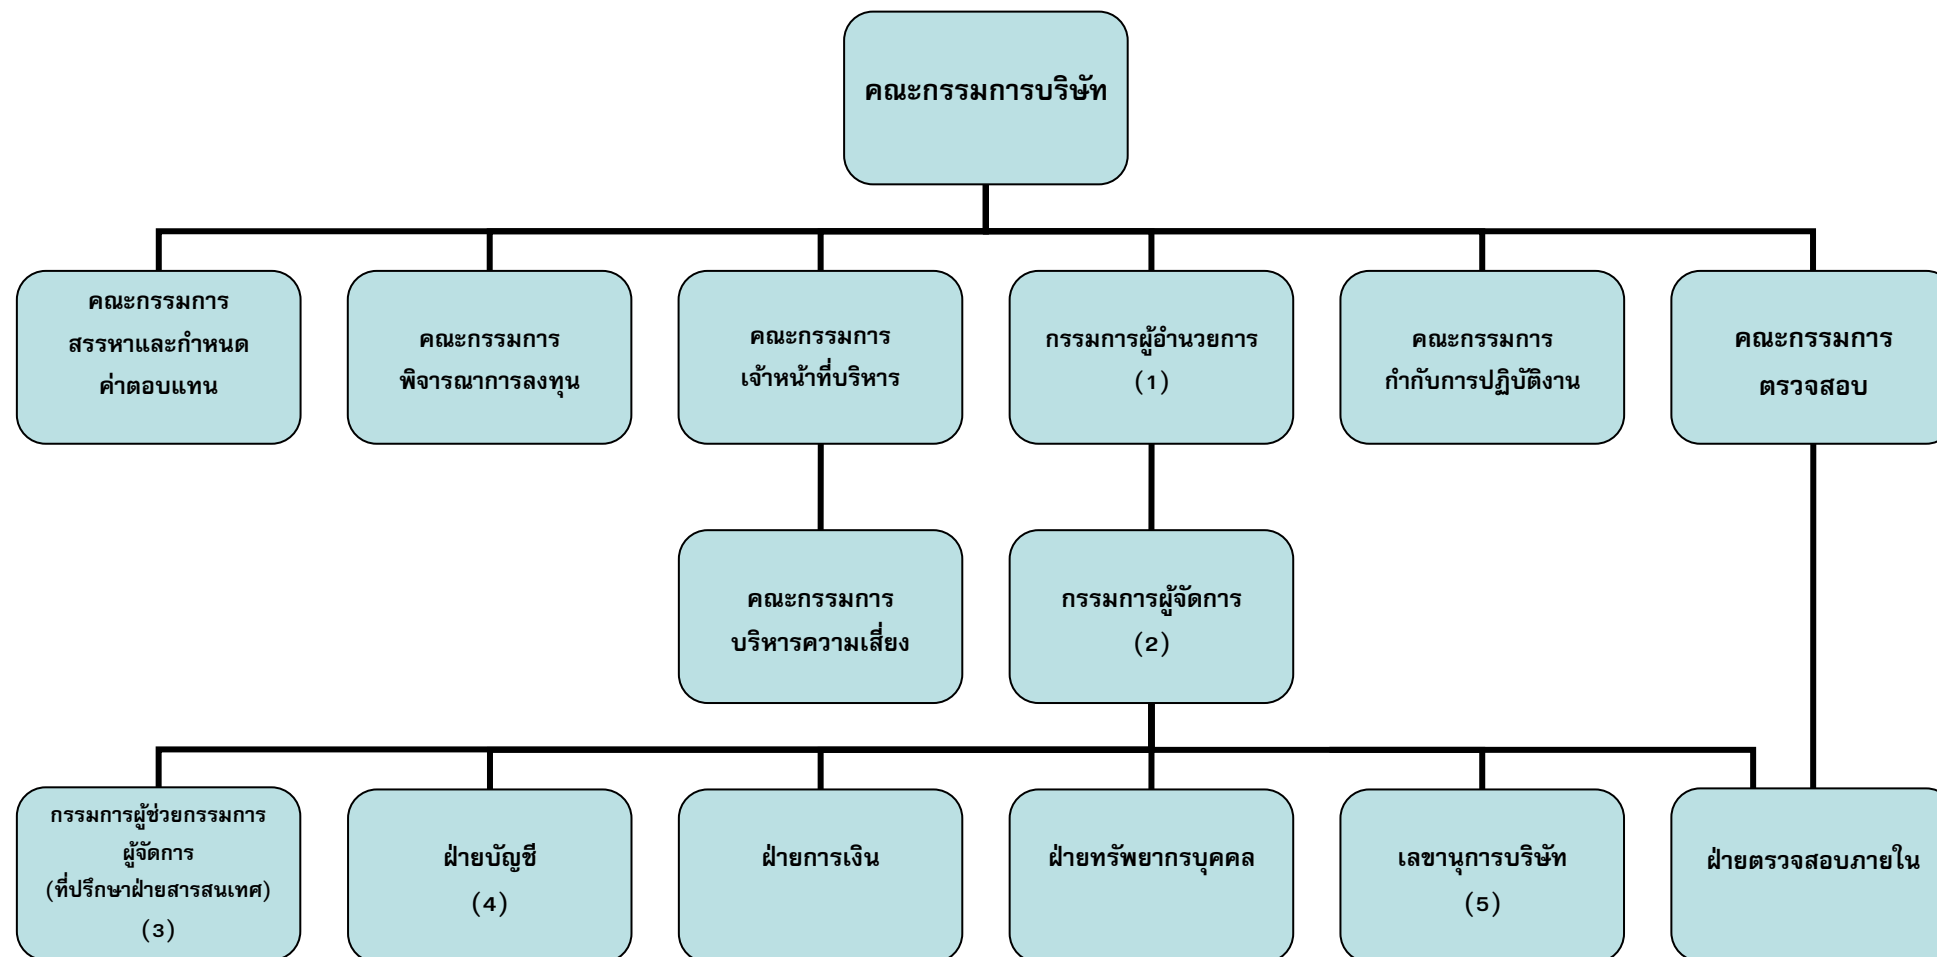 คณะกรรมการบริษัท
คณะกรรมการ
สรรหาและกำหนด
ค่าตอบแทน
คณะกรรมการ
พิจารณาการลงทุน
คณะกรรมการ
เจ้าหน้าที่บริหาร
กรรมการผู้อำนวยการ
(1)
คณะกรรมการ
กำกับการปฏิบัติงาน
คณะกรรมการ
ตรวจสอบ
คณะกรรมการ
บริหารความเสี่ยง
กรรมการผู้จัดการ
(2)
กรรมการผู้ช่วยกรรมการ
ผู้จัดการ
(ที่ปรึกษาฝ่ายสารสนเทศ)
(3)
ฝ่ายบัญชี
(4)
ฝ่ายการเงิน
ฝ่ายทรัพยากรบุคคล
เลขานุการบริษัท
(5)
ฝ่ายตรวจสอบภายใน